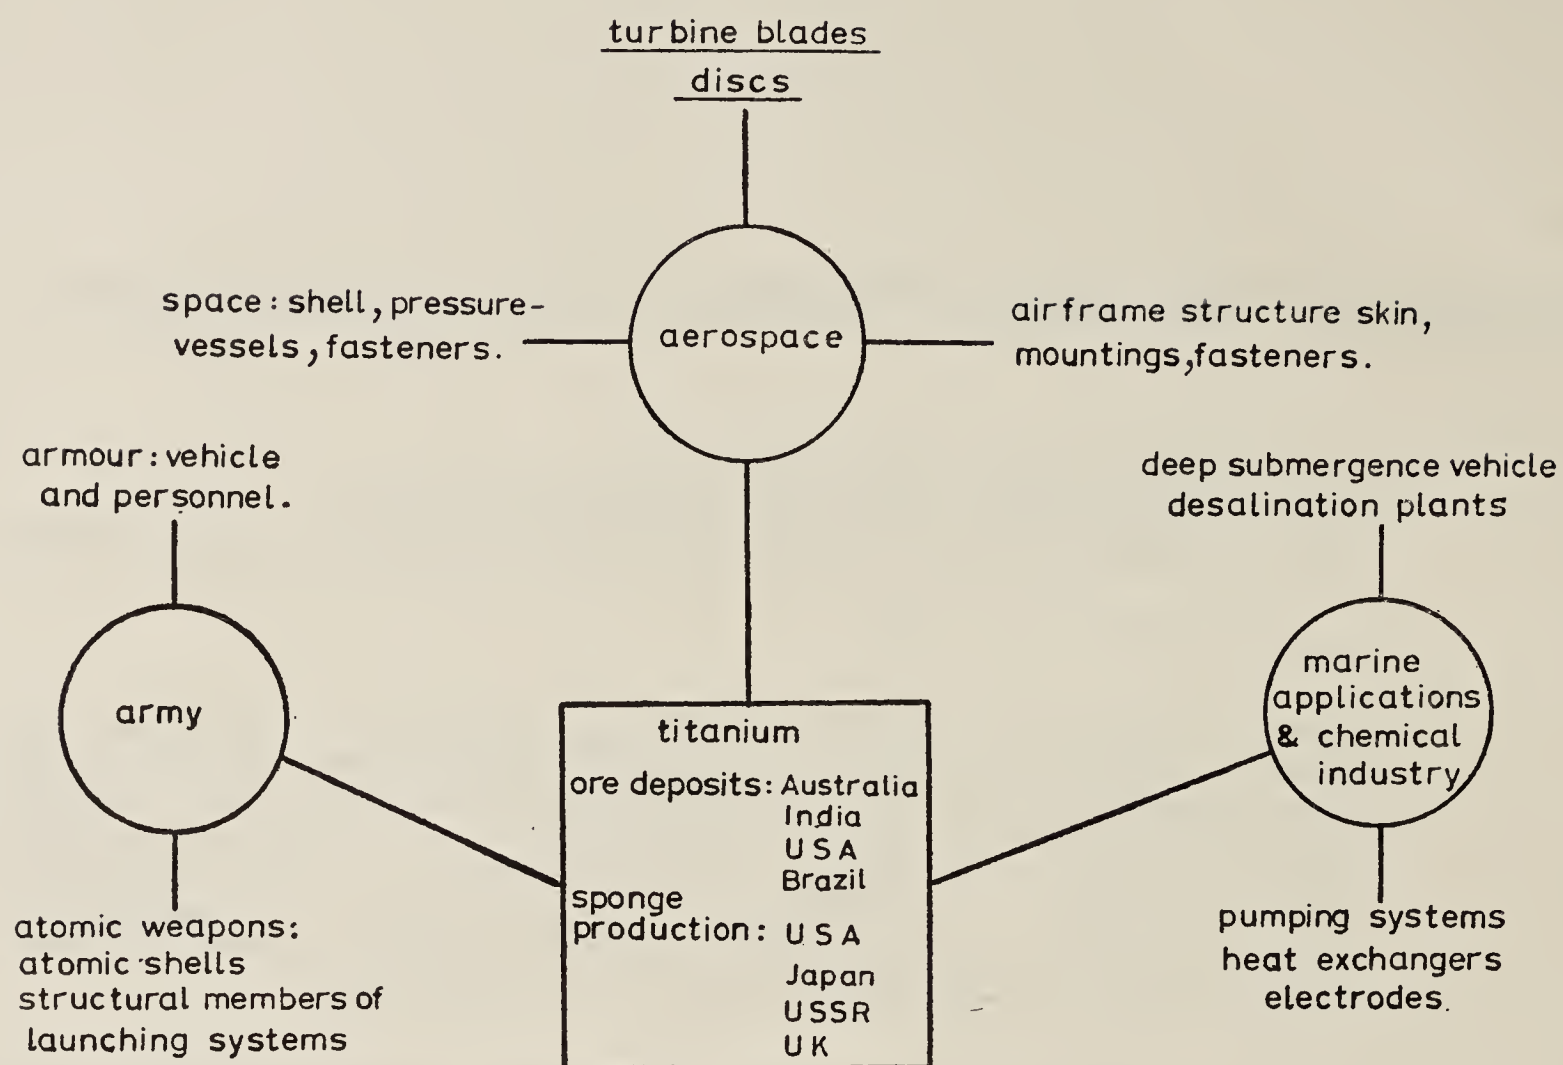 turbine blades
discs
space: shell, pressure-
vessels, fasteners.
aerospace
airframe structure skin,
mountings, fasteners.
armour: vehicle
and personnel.
army
atomic weapons:
atomic shells
structural members of
launching systems
deep submergence vehicle
desalination plants
marine
applications
& chemical
industry
pumping systems
heat exchangers
electrodes.
titanium
ore deposits: Australia
India
USA
Brazil
sponge
production: USA
Japan
USSR
UK